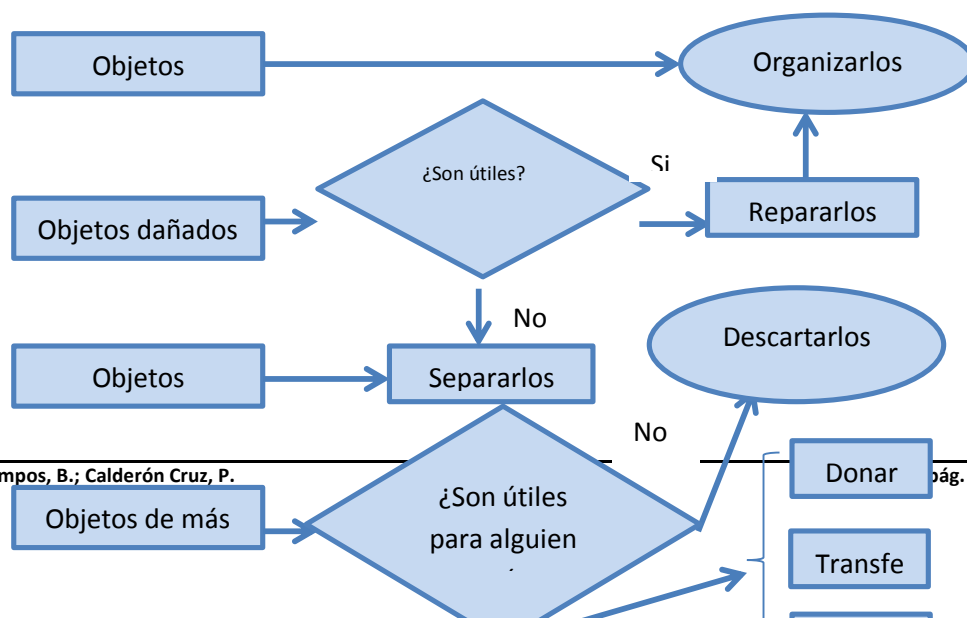 Objetos
Organizarlos
¿Son útiles?
Si
Objetos dañados
Repararlos
No
Descartarlos
Objetos
Separarlos
No
mpos, B.; Calderón Cruz, P.
pág.
Donar
Objetos de más
¿Son útiles
para alguien
Transfe